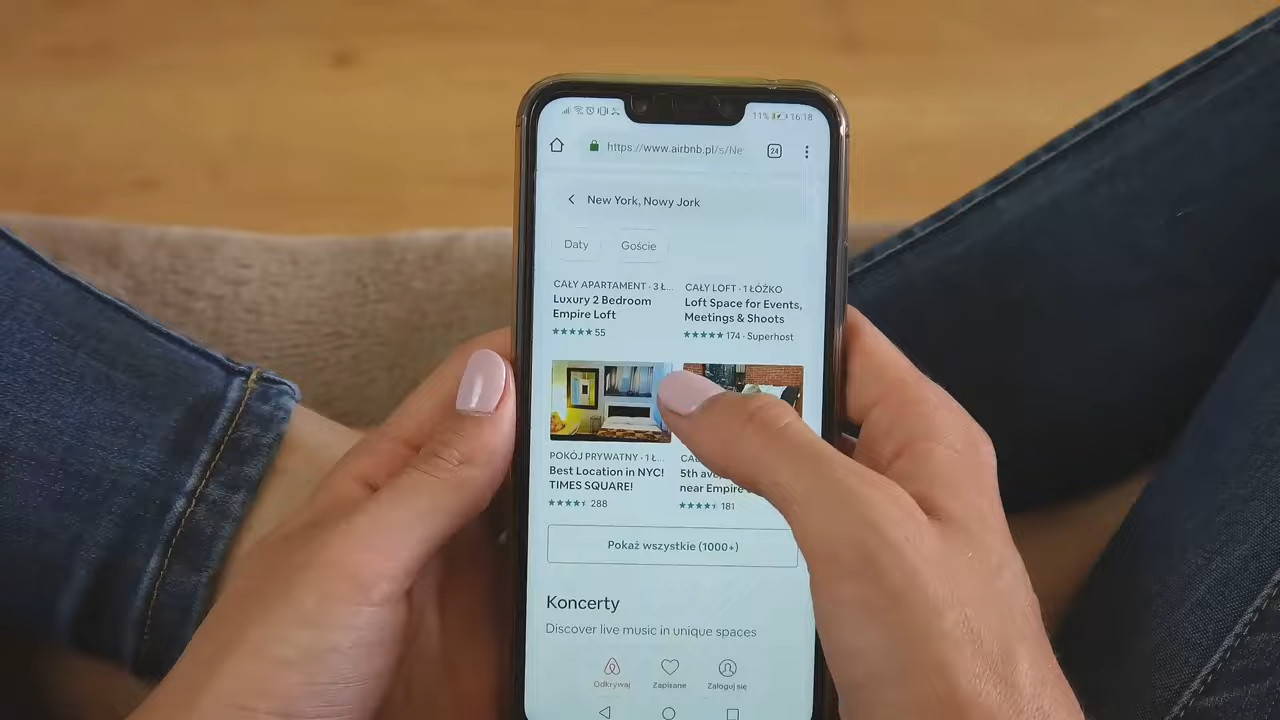 11% 16:18
https://www.airbnb.pl/s/Ne
24
New York, Nowy Jork
Daty Goście
CAŁY APARTAMENT · 3 Ł...
Luxury 2 Bedroom
Empire Loft
★★★★★ 55
CAŁY LOFT · 1 ŁÓŻKO
Loft Space for Events,
Meetings & Shoots
★★★★★ 174 · Superhost
POKÓJ PRYWATNY · 1 Ł...
Best Location in NYC!
TIMES SQUARE!
288
5th
near Empire
181
Pokaż wszystkie (1000+)
Koncerty
Discover live music in unique spaces
Odkrywaj Zapisane Zaloguj się